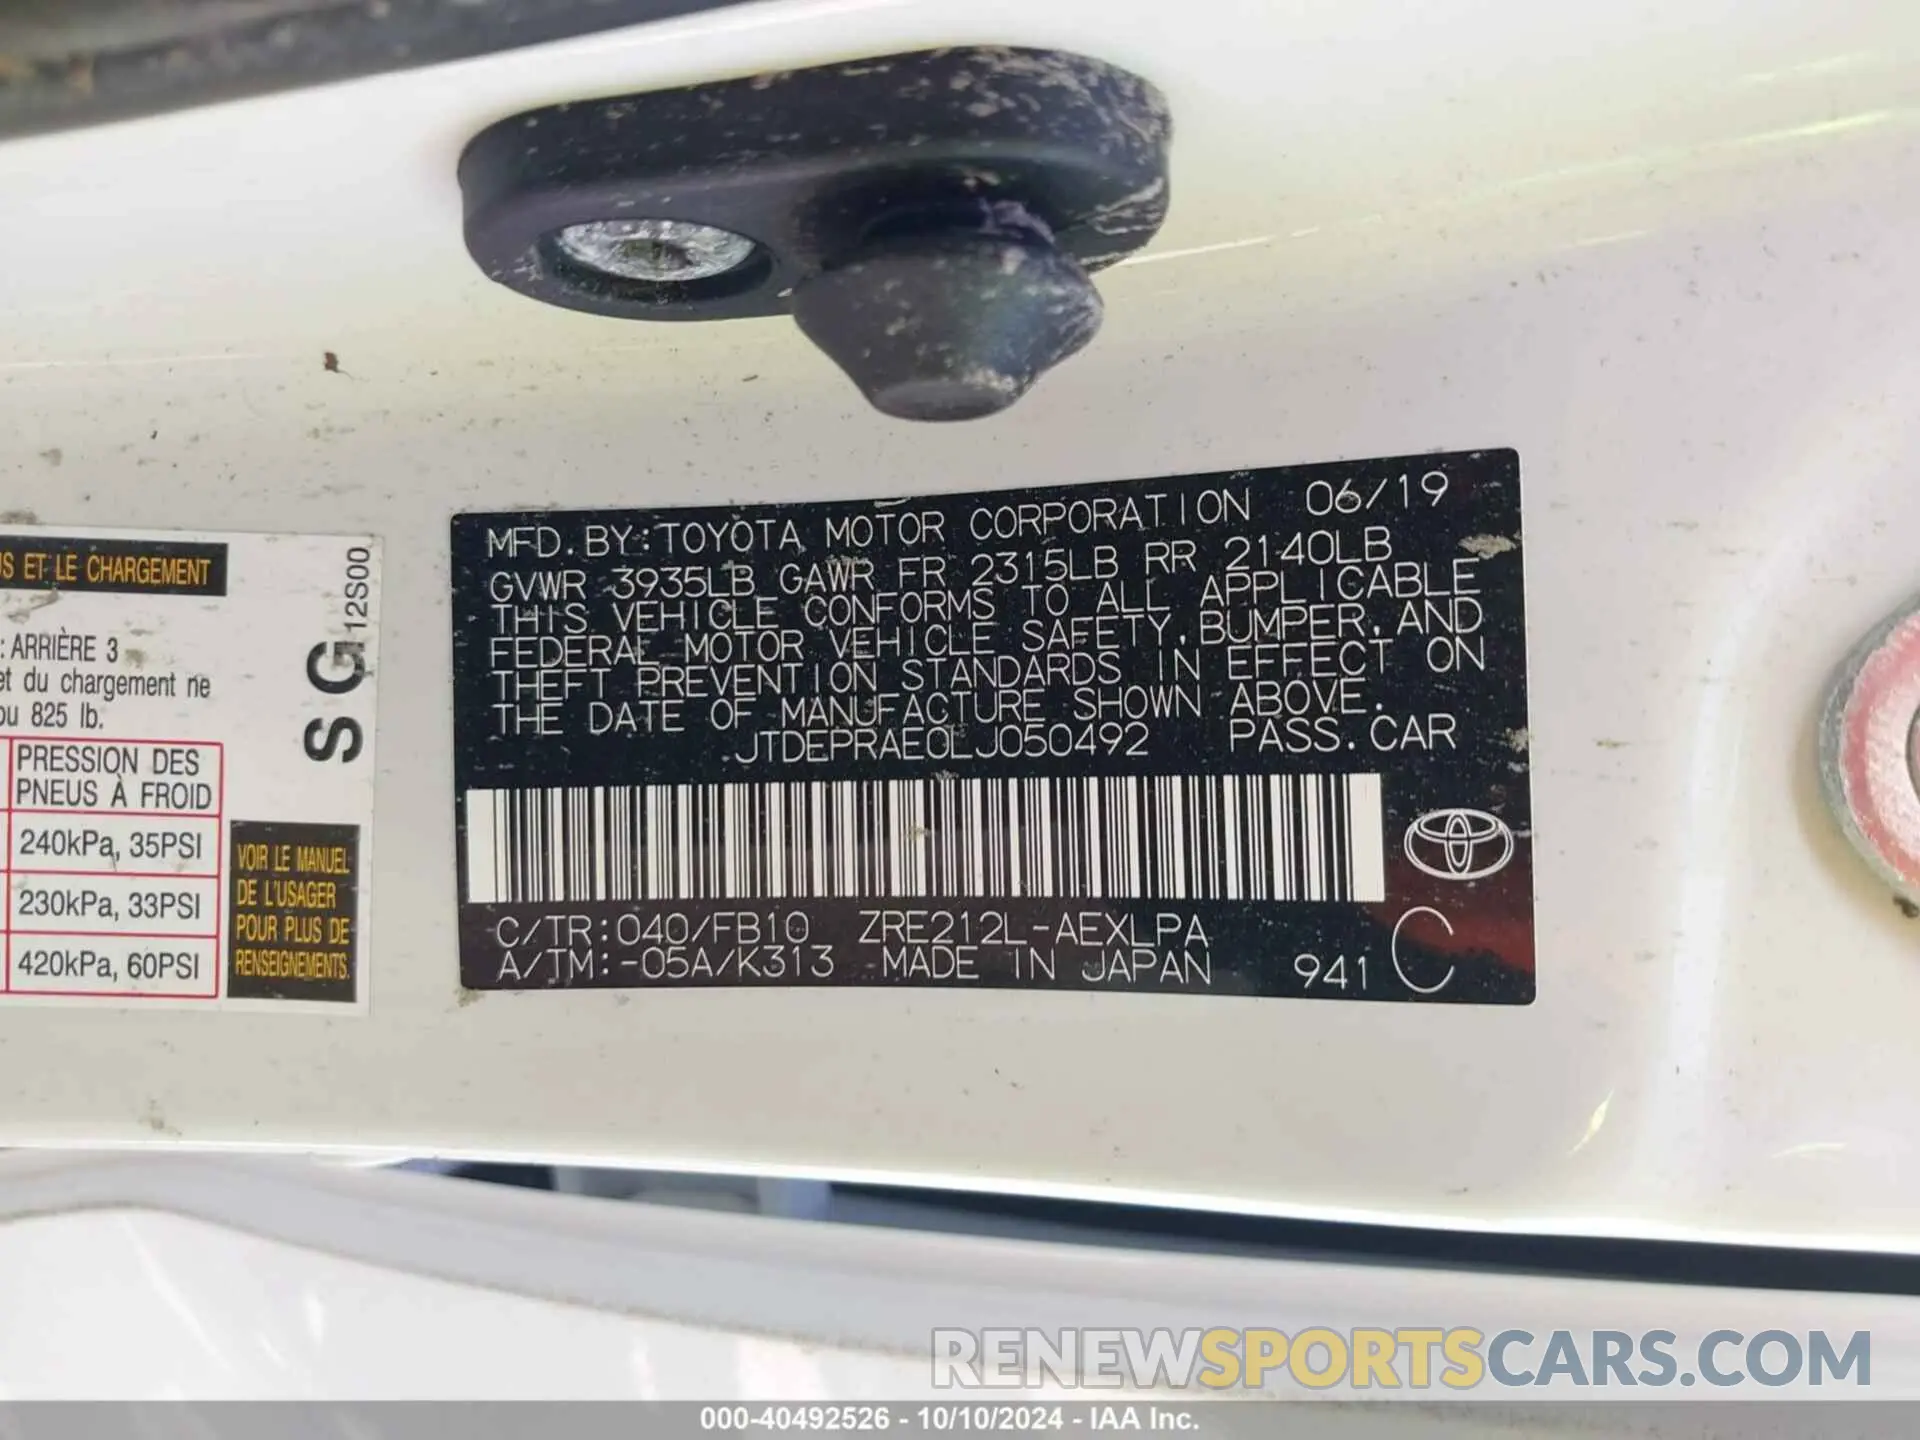 US ET LE CHARGEMENT
: ARRIÈRE 3
et du chargement ne
ou 825 lb.
PRESSION DES
PNEUS À FROID
240kPa, 35PSI
230kPa, 33PSI
420kPa, 60PSI
VOIR LE MANUEL
DE L'USAGER
POUR PLUS DE
RENSEIGNEMENTS.
SG 12S00
MFD. BY: TOYOTA MOTOR CORPORATION 06/19
GVWR 3935LB GAWR FR 2315LB RR 2140LB
THIS VEHICLE CONFORMS TO ALL APPLICABLE
FEDERAL MOTOR VEHICLE SAFETY, BUMPER, AND
THEFT PREVENTION STANDARDS IN EFFECT ON
THE DATE OF MANUFACTURE SHOWN ABOVE.
JTDEPRAE0LJ050492 PASS. CAR
C/TR: 040/FB10 ZRE212L-AEXLPA
A/TM: -05A/K313 MADE IN JAPAN 941 C
RENEWSPORTSCARS.COM
000-40492526 - 10/10/2024 - IAA Inc.